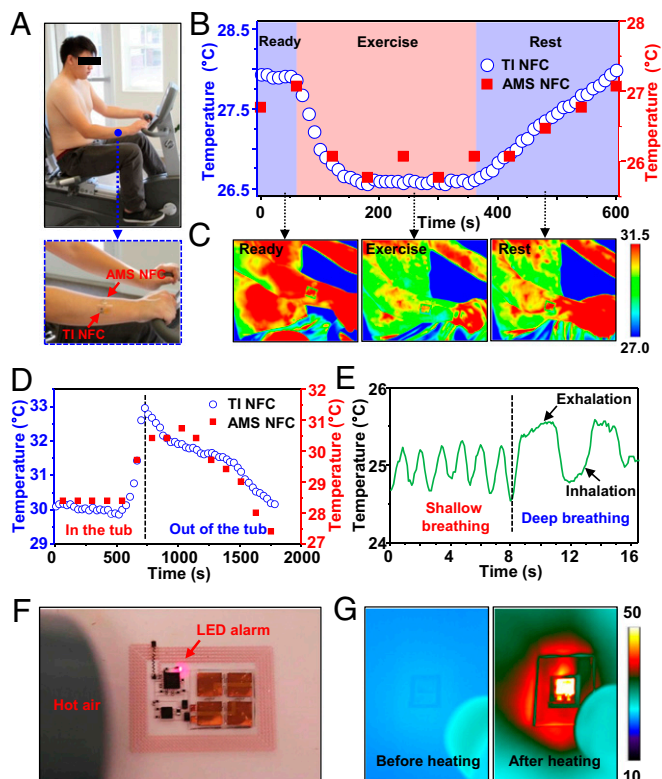 A
B
28.5
27.5
26.5
Temperature (°C)
Ready
Exercise
Rest
TI NFC
AMS NFC
28
27
26
25
Temperature (°C)
0
200
400
600
Time (s)
AMS NFC
TI NFC
C
Ready
Exercise
Rest
31.5
27.0
D
33
32
31
30
29
Temperature (°C)
TI NFC
AMS NFC
In the tub
Out of the tub
32
31
30
29
28
27
Temperature (°C)
0
500
1000
1500
2000
Time (s)
E
26
25
24
Temperature (°C)
Exhalation
Inhalation
Shallow
breathing
Deep breathing
0
4
8
12
16
Time (s)
F
LED alarm
Hot air
G
Before heating
After heating
50
10